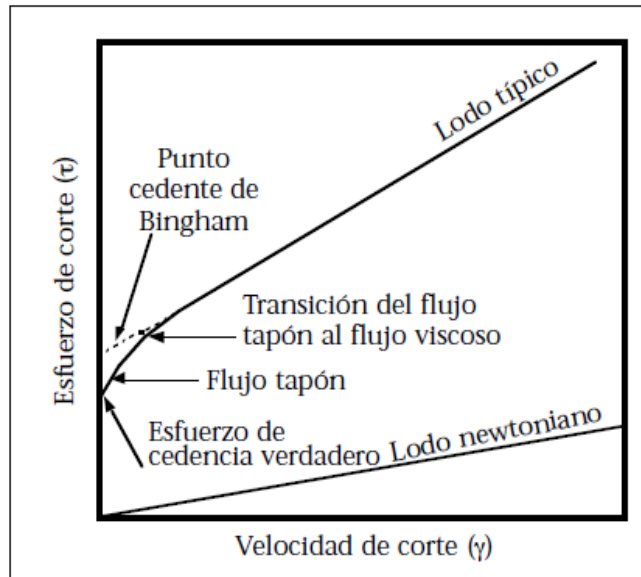 Esfuerzo de corte (τ)
Lodo típico
Punto
cedente de
Bingham
Transición del flujo
tapón al flujo viscoso
Flujo tapón
Esfuerzo de
cedencia verdadero
Lodo newtoniano
Velocidad de corte (γ)